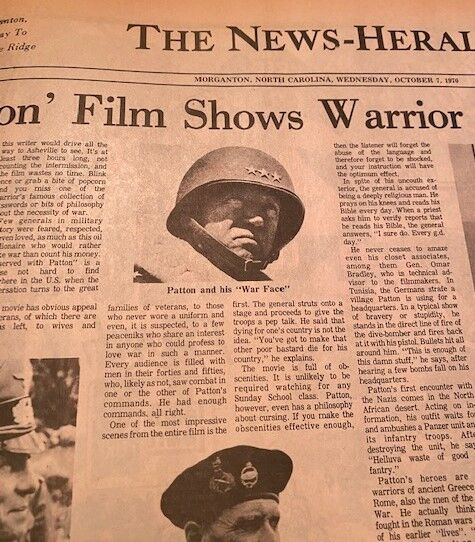 enton,
ay To
Ridge
THE NEWS-HERAL
MORGANTON, NORTH CAROLINA, WEDNESDAY, OCTOBER 7, 1970
on' Film Shows Warrior
this writer would drive all the
way to Asheville to see. It's at
least three hours long, not
counting the intermission, and
the film wastes no time. Blink
once or grab a bite of popcorn
and you miss one of the
warrior's famous collection of
swords or bits of philosophy
out the necessity of war.
Few generals in military
tory were feared, respected,
even loved, as much as this oil
llionaire who would rather
e war than count his money.
served with Patton" is a
se not hard to find
where in the U.S. when the
versation turns to the great
movie has obvious appeal
erans, of which there are
s left, to wives and
Patton and his "War Face"
families of veterans, to those
who never wore a uniform and
even, it is suspected, to a few
peaceniks who share an interest
in anyone who could profess to
love war in such a manner.
Every audience is filled with
men in their forties and fifties,
who, likely as not, saw combat in
one or the other of Patton's
commands. He had enough
commands, all right.
One of the most impressive
scenes from the entire film is the
first. The general struts onto a
stage and proceeds to give the
troops a pep talk. He said that
dying for one's country is not the
idea. "You've got to make that
other poor bastard die for his
country," he explains.
The movie is full of ob-
scenities. It is unlikely to be
required watching for any
Sunday School class. Patton,
however, even has a philosophy
about cursing. If you make the
obscenities effective enough,
then the listener will forget the
abuse of the language and
therefore forget to be shocked,
and your instruction will have
the optimum effect.
In spite of his uncouth ex-
terior, the general is accused of
being a deeply religious man. He
prays on his knees and reads his
Bible every day. When a priest
asks him to verify reports that
he reads his Bible, the general
answers, "I sure do. Every g.d.
day."
He never ceases to amaze
even his closet associates,
among them Gen. Omar
Bradley, who is technical ad-
visor to the filmmakers. In
Tunisia, the Germans strafe a
village Patton is using for a
headquarters. In a typical show
of bravery or stupidity, he
stands in the direct line of fire of
the dive-bomber and fires back
at it with his pistol. Bullets hit all
around him. "This is enough of
this damn stuff," he says, after
hearing a few bombs fall on his
headquarters.
Patton's first encounter with
the Nazis comes in the North
African desert. Acting on in-
formation, his outfit waits f
and ambushes a Panzer unit an
its infantry troops. Afte
destroying the unit, he say
"Helluva waste of good
fantry."
Patton's heroes are
warriors of ancient Greece
Rome, also the men of the
War. He actually think
fought in the Roman wars
of his earlier "lives".